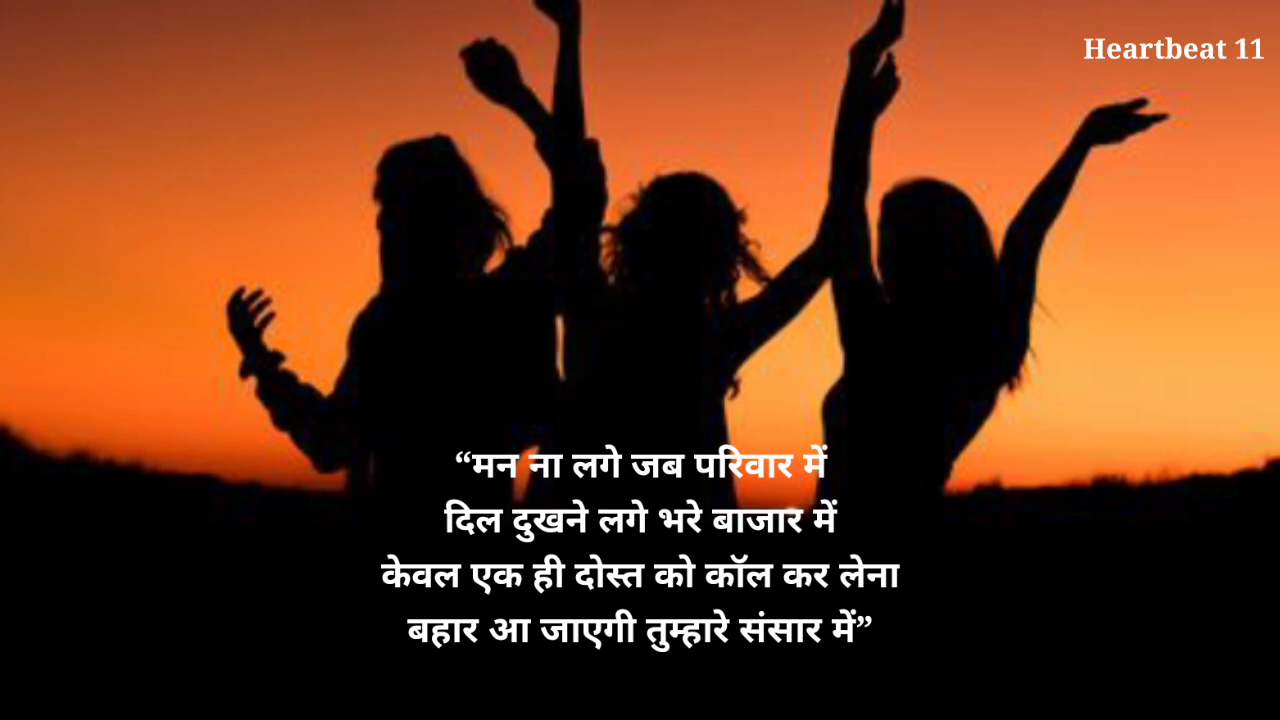 Heartbeat 11
“मन ना लगे जब परिवार में
दिल दुखने लगे भरे बाजार में
केवल एक ही दोस्त को कॉल कर लेना
बहार आ जाएगी तुम्हारे संसार में”